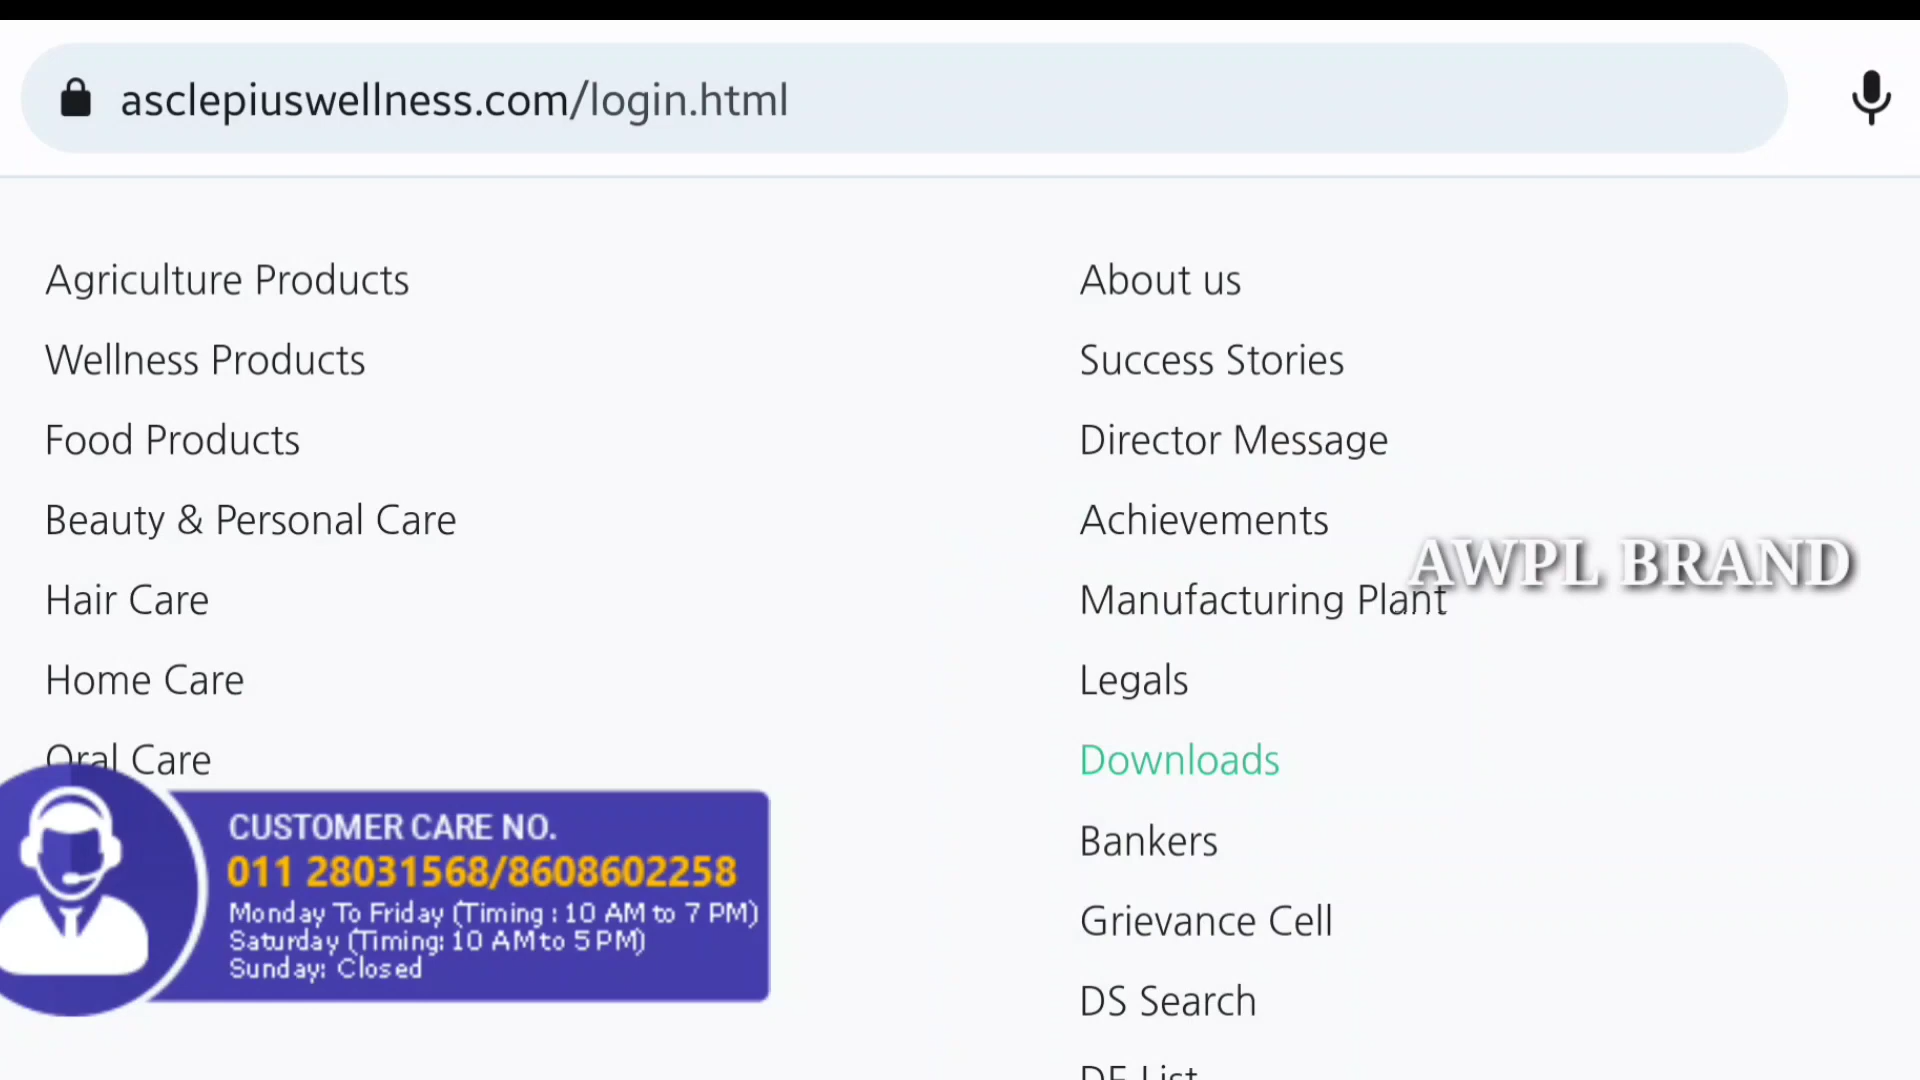 asclepiuswellness.com/login.html
Agriculture Products
Wellness Products
Food Products
Beauty & Personal Care
Hair Care
Home Care
Oral Care
About us
Success Stories
Director Message
Achievements
AWPL BRAND
Manufacturing Plant
Legals
Downloads
Bankers
Grievance Cell
DS Search
CUSTOMER CARE NO.
011 28031568/8608602258
Monday To Friday (Timing : 10 AM to 7 PM)
Saturday (Timing: 10 AM to 5 PM)
Sunday: Closed